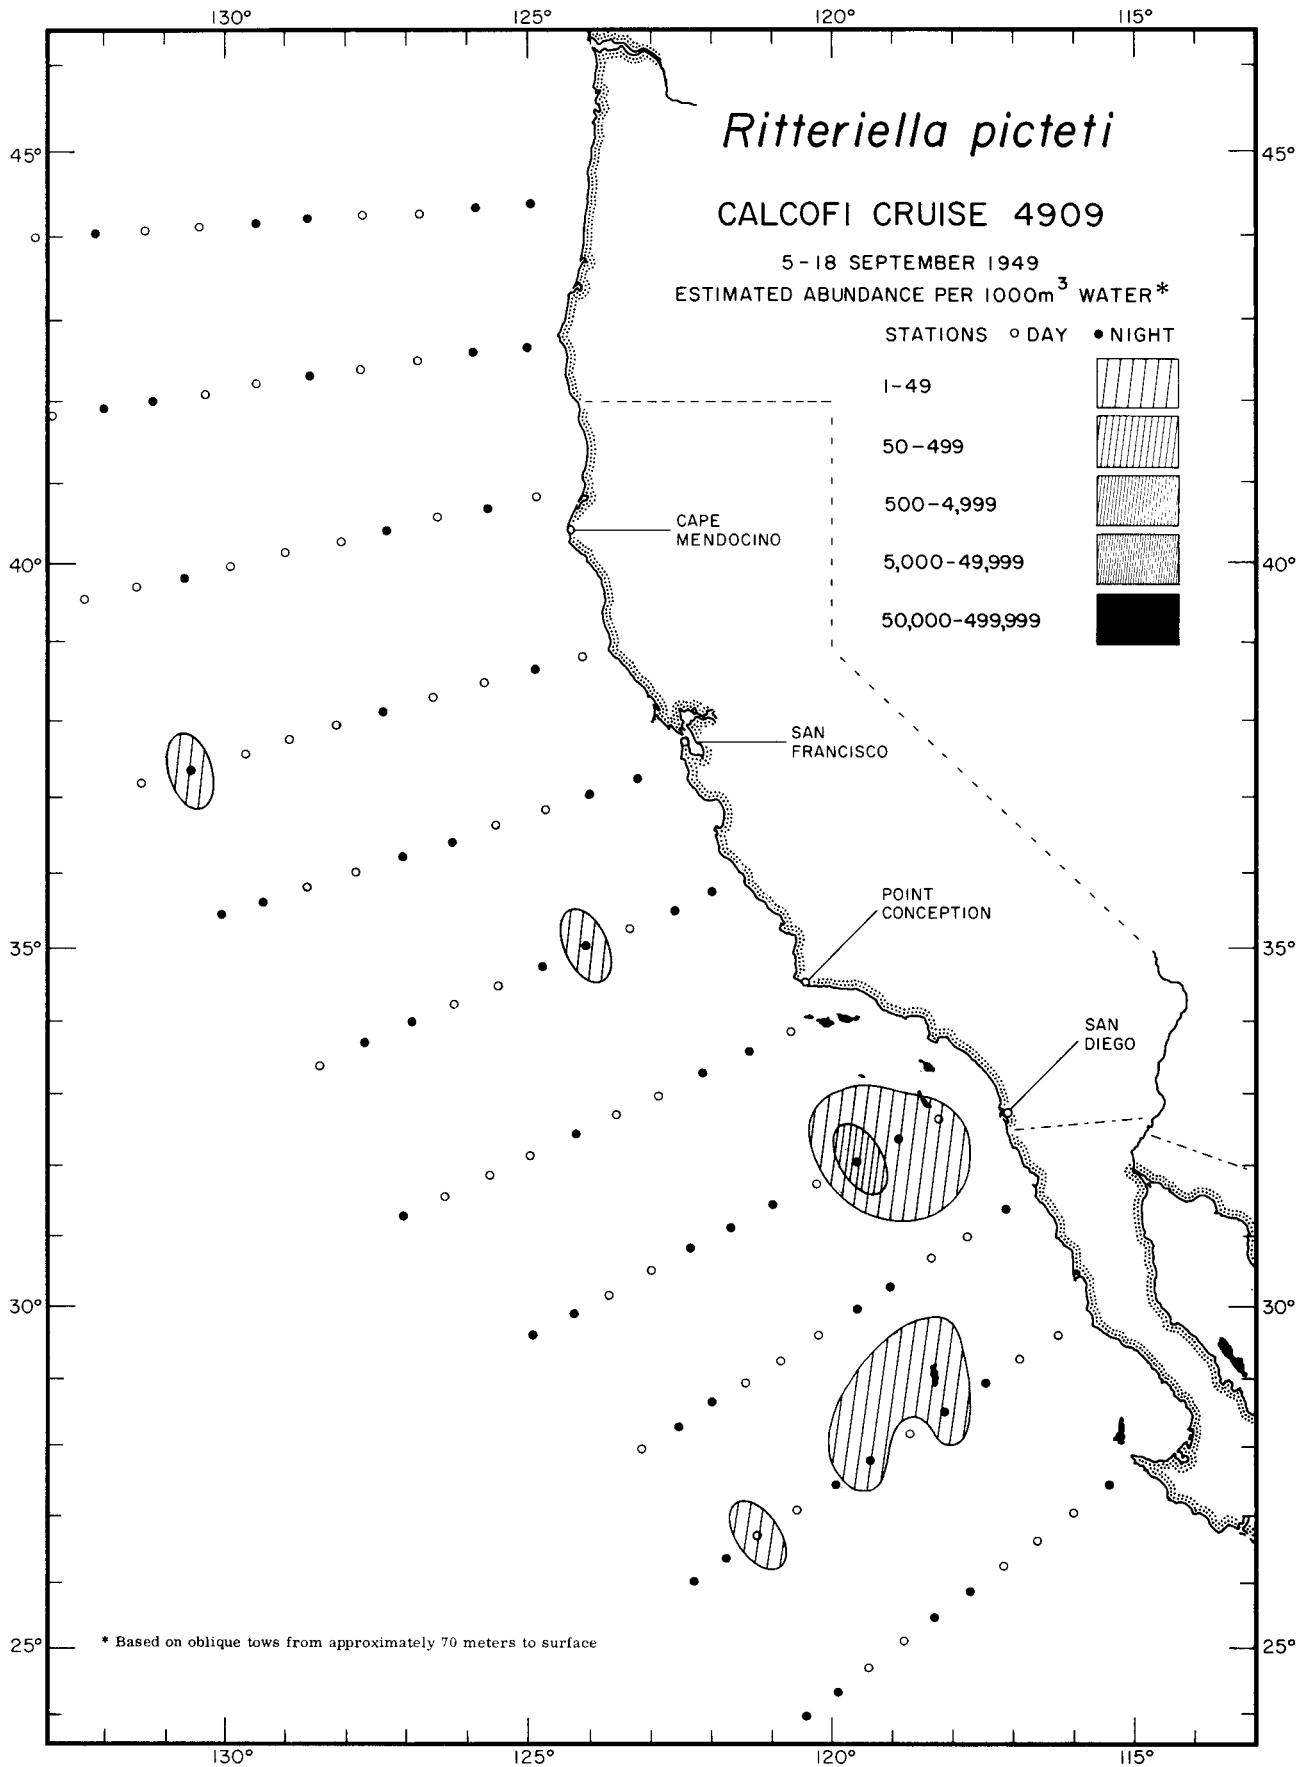 130° 125° 120° 115°
Ritteriella picteti
45° 45°
CALCOFI CRUISE 4909
5-18 SEPTEMBER 1949
ESTIMATED ABUNDANCE PER 1000m³ WATER*
STATIONS ○ DAY ● NIGHT
1-49
50-499
500-4,999
5,000-49,999
50,000-499,999
CAPE
MENDOCINO
40° 40°
SAN
FRANCISCO
POINT
CONCEPTION
35° 35°
SAN
DIEGO
30° 30°
* Based on oblique tows from approximately 70 meters to surface
25° 25°
130° 125° 120° 115°